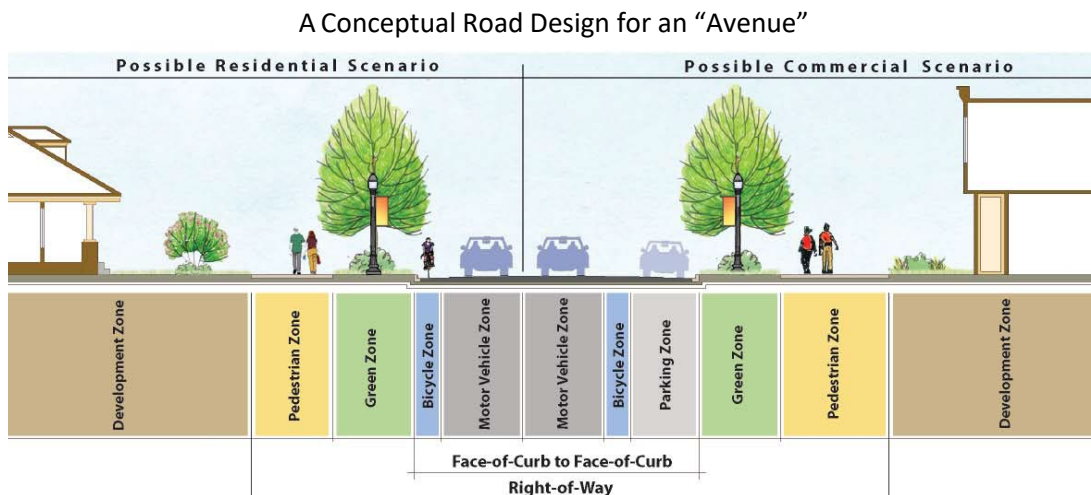 A Conceptual Road Design for an “Avenue”
Possible Residential Scenario
Possible Commercial Scenario
Development Zone
Pedestrian Zone
Green Zone
Bicycle Zone
Motor Vehicle Zone
Motor Vehicle Zone
Bicycle Zone
Parking Zone
Green Zone
Pedestrian Zone
Development Zone
Face-of-Curb to Face-of-Curb
Right-of-Way